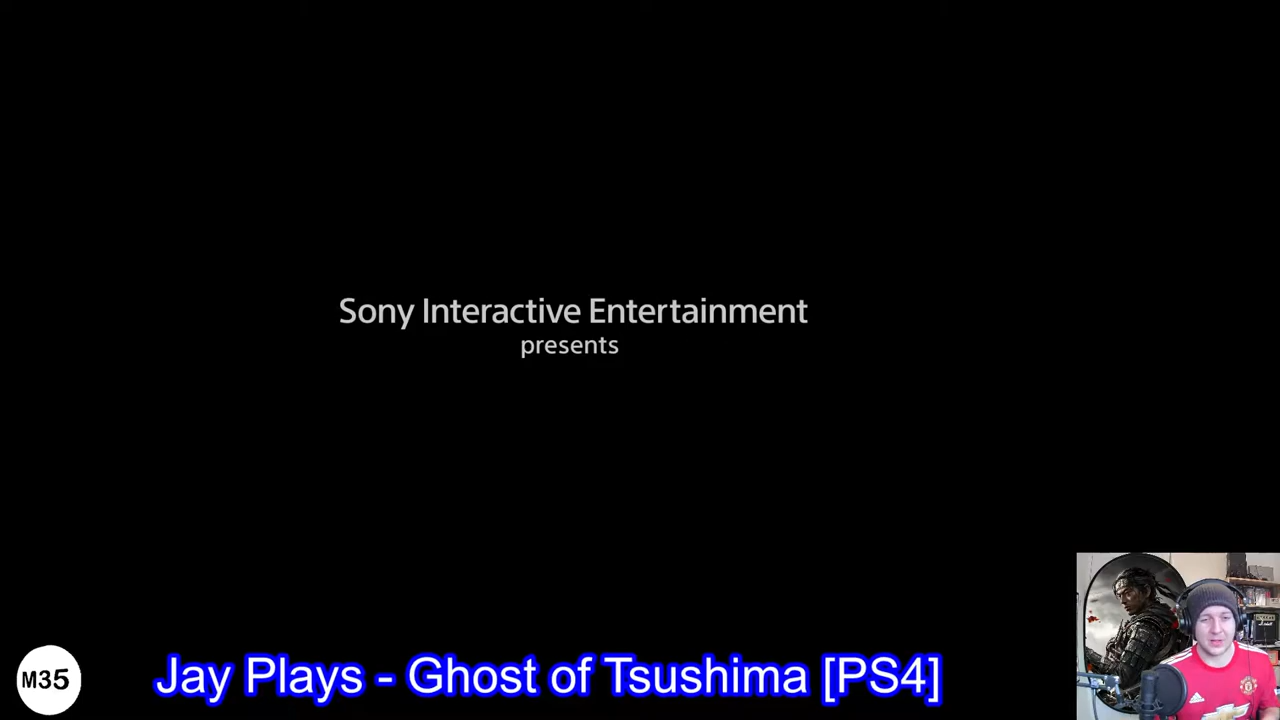 Sony Interactive Entertainment
presents
M35
Jay Plays - Ghost of Tsushima [PS4]